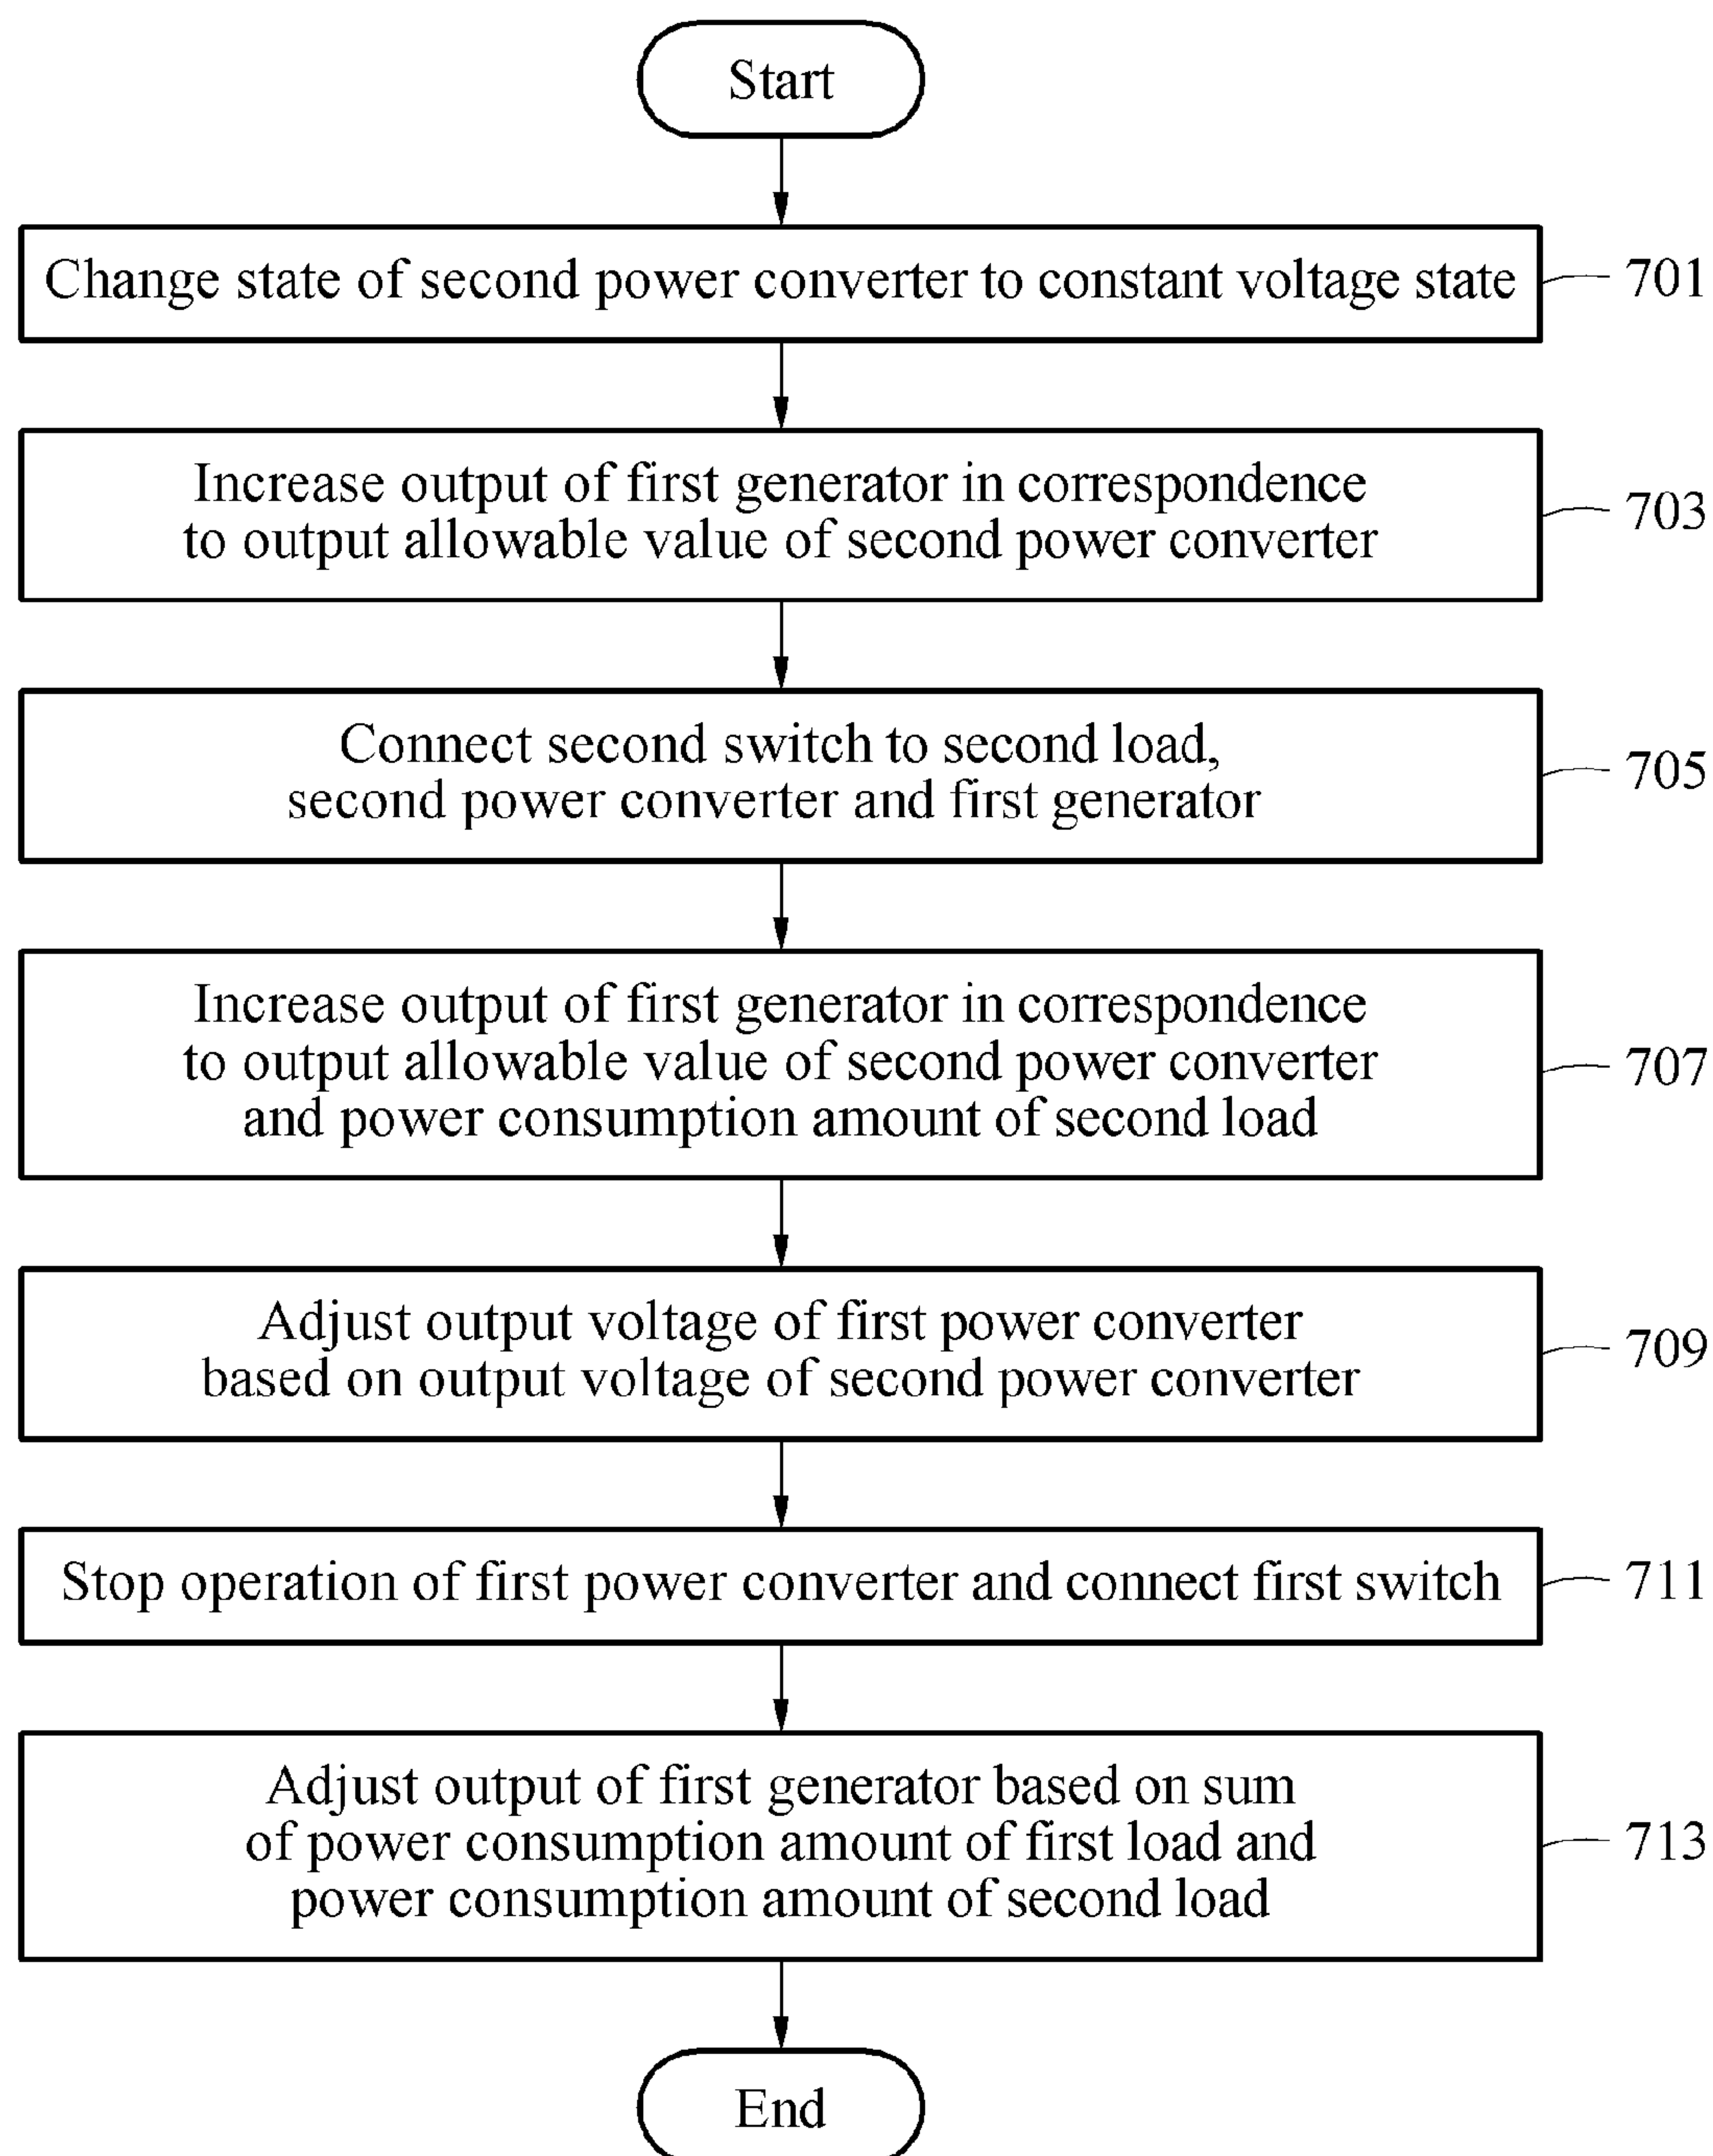 Start
Change state of second power converter to constant voltage state
701
Increase output of first generator in correspondence
to output allowable value of second power converter
703
Connect second switch to second load,
second power converter and first generator
705
Increase output of first generator in correspondence
to output allowable value of second power converter
and power consumption amount of second load
707
Adjust output voltage of first power converter
based on output voltage of second power converter
709
Stop operation of first power converter and connect first switch
711
Adjust output of first generator based on sum
of power consumption amount of first load and
power consumption amount of second load
713
End